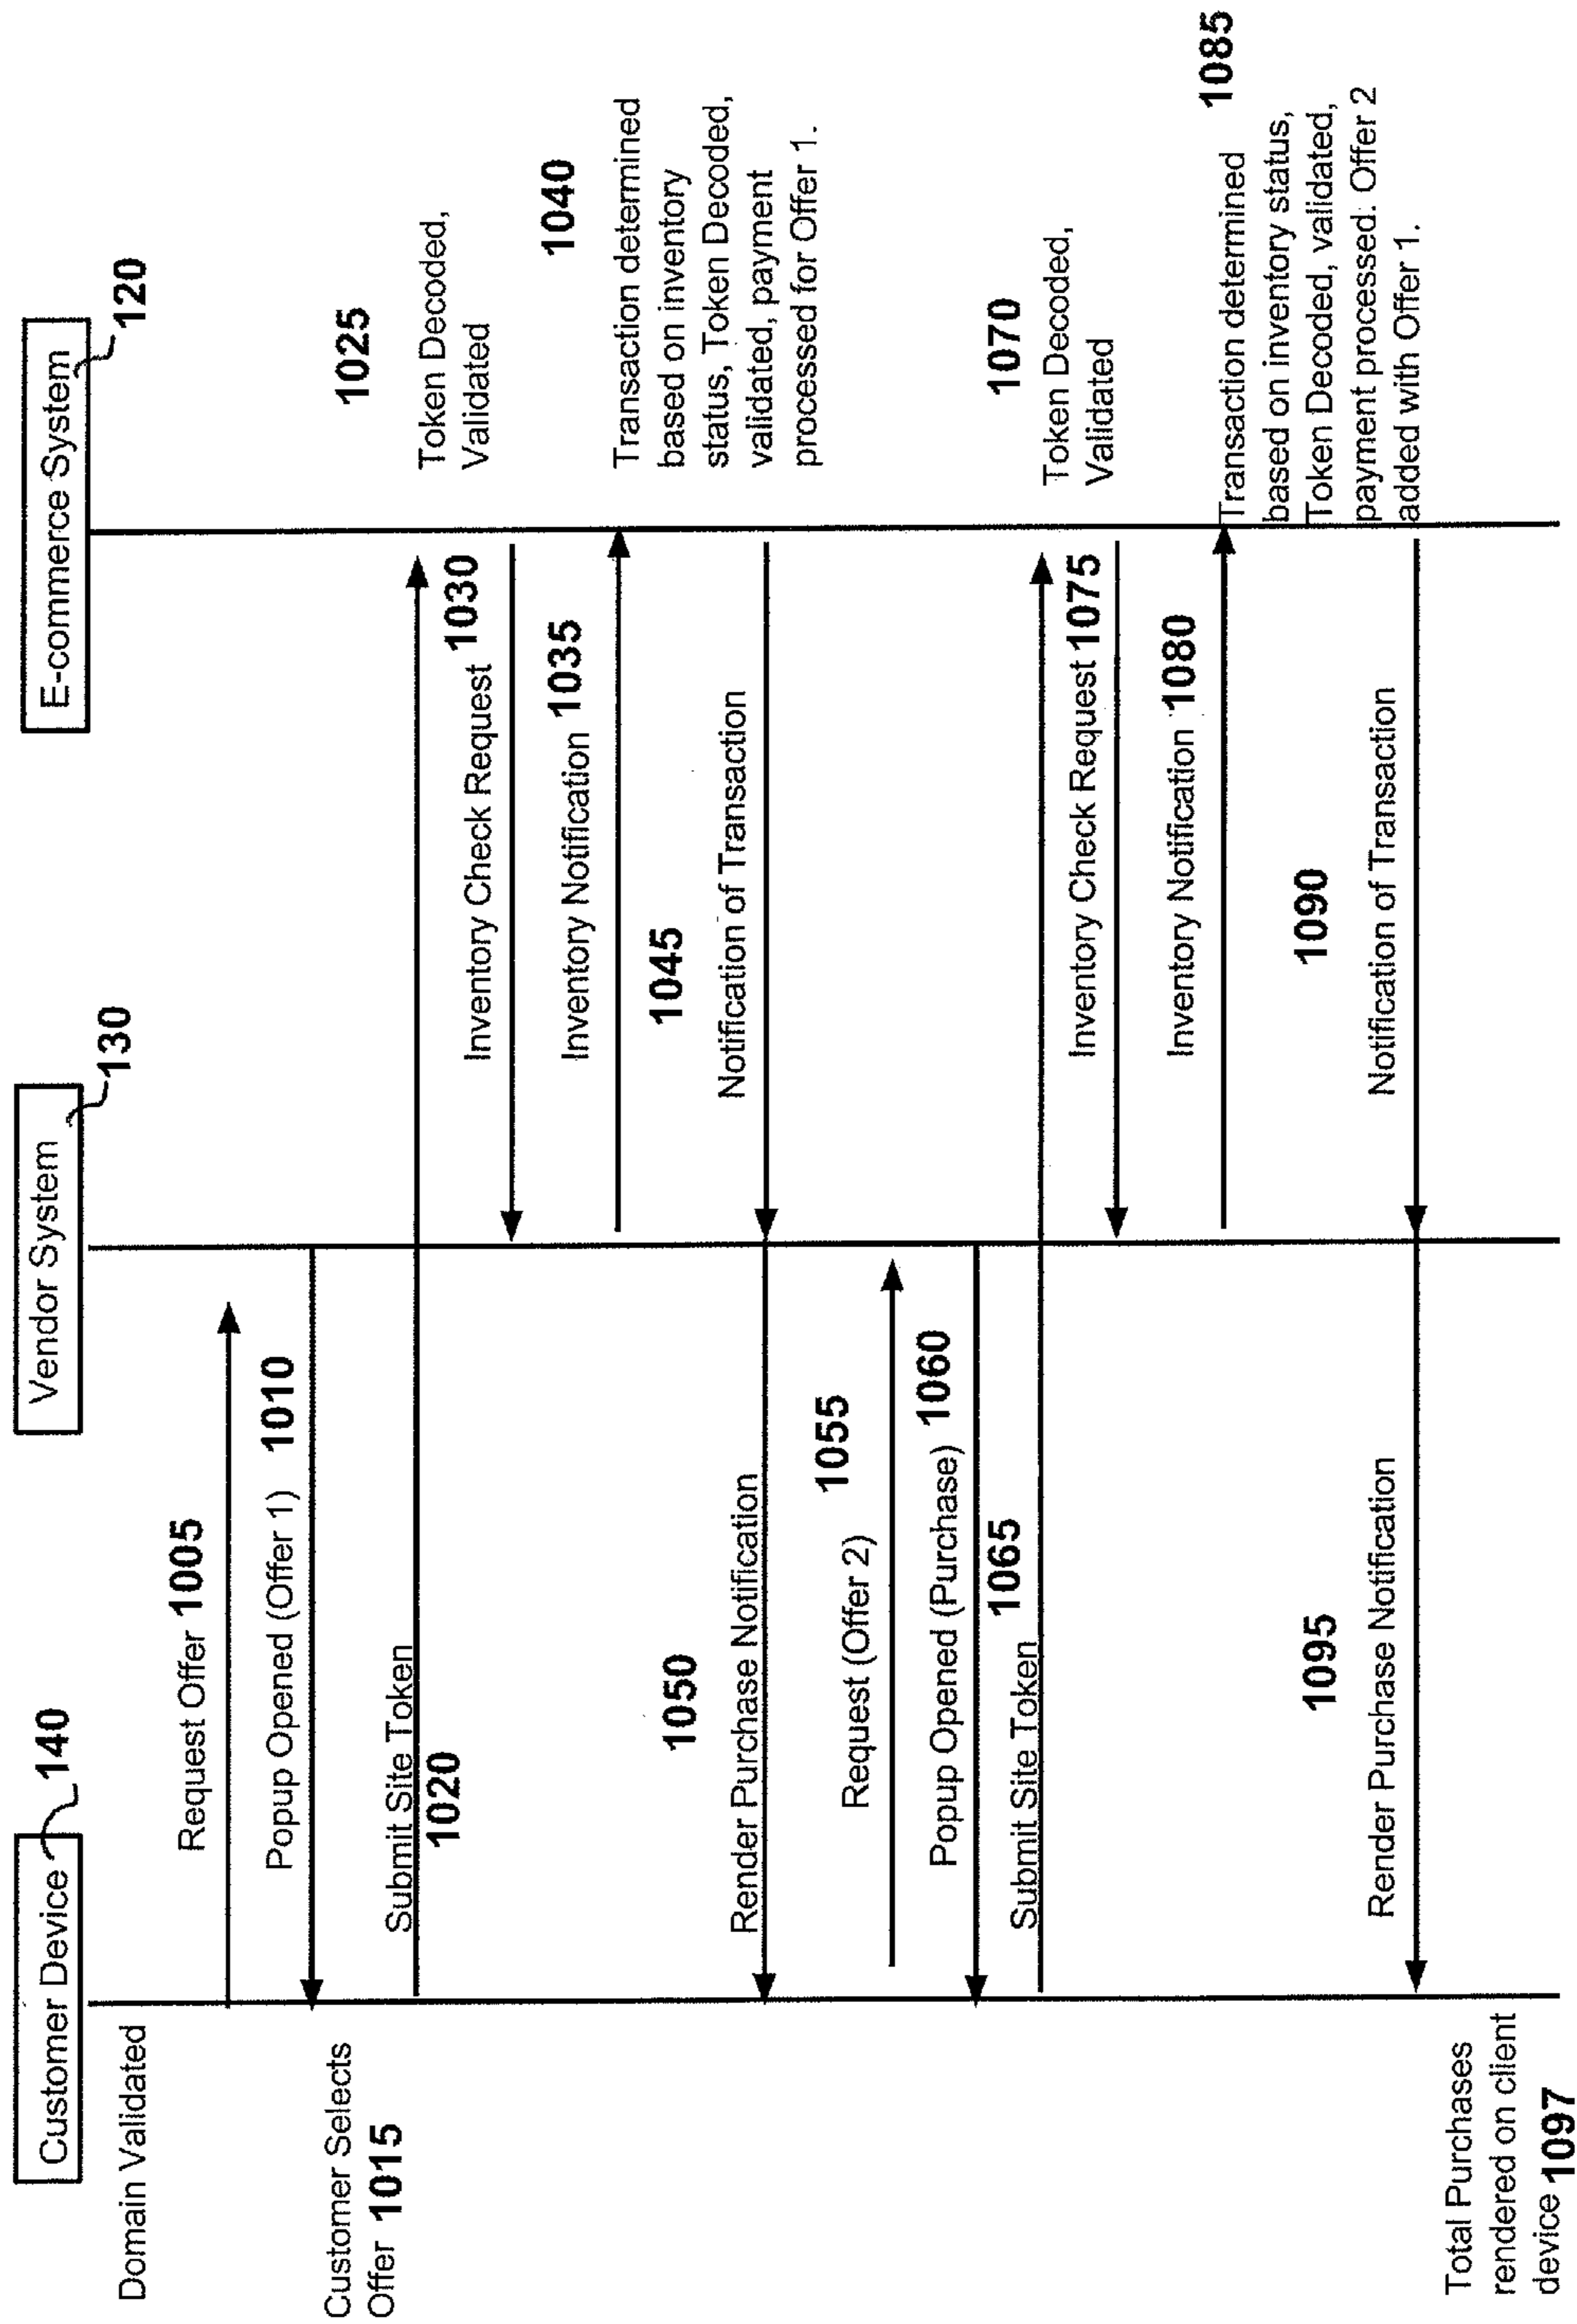 Customer Device
140
Vendor System
130
E-commerce System
120
Domain Validated
Request Offer 1005
Popup Opened (Offer 1) 1010
Customer Selects
Offer 1015
Submit Site Token
1020
1025
Token Decoded,
Validated
Inventory Check Request 1030
Inventory Notification 1035
1040
Transaction determined
based on inventory
status, Token Decoded,
validated, payment
processed for Offer 1.
1045
Notification of Transaction
1050
Render Purchase Notification
1055
Request (Offer 2)
Popup Opened (Purchase) 1060
1065
Submit Site Token
1070
Token Decoded,
Validated
Inventory Check Request 1075
Inventory Notification 1080
1085
Transaction determined
based on inventory status,
Token Decoded, validated,
payment processed. Offer 2
added with Offer 1.
1090
Notification of Transaction
1095
Render Purchase Notification
Total Purchases
rendered on client
device 1097